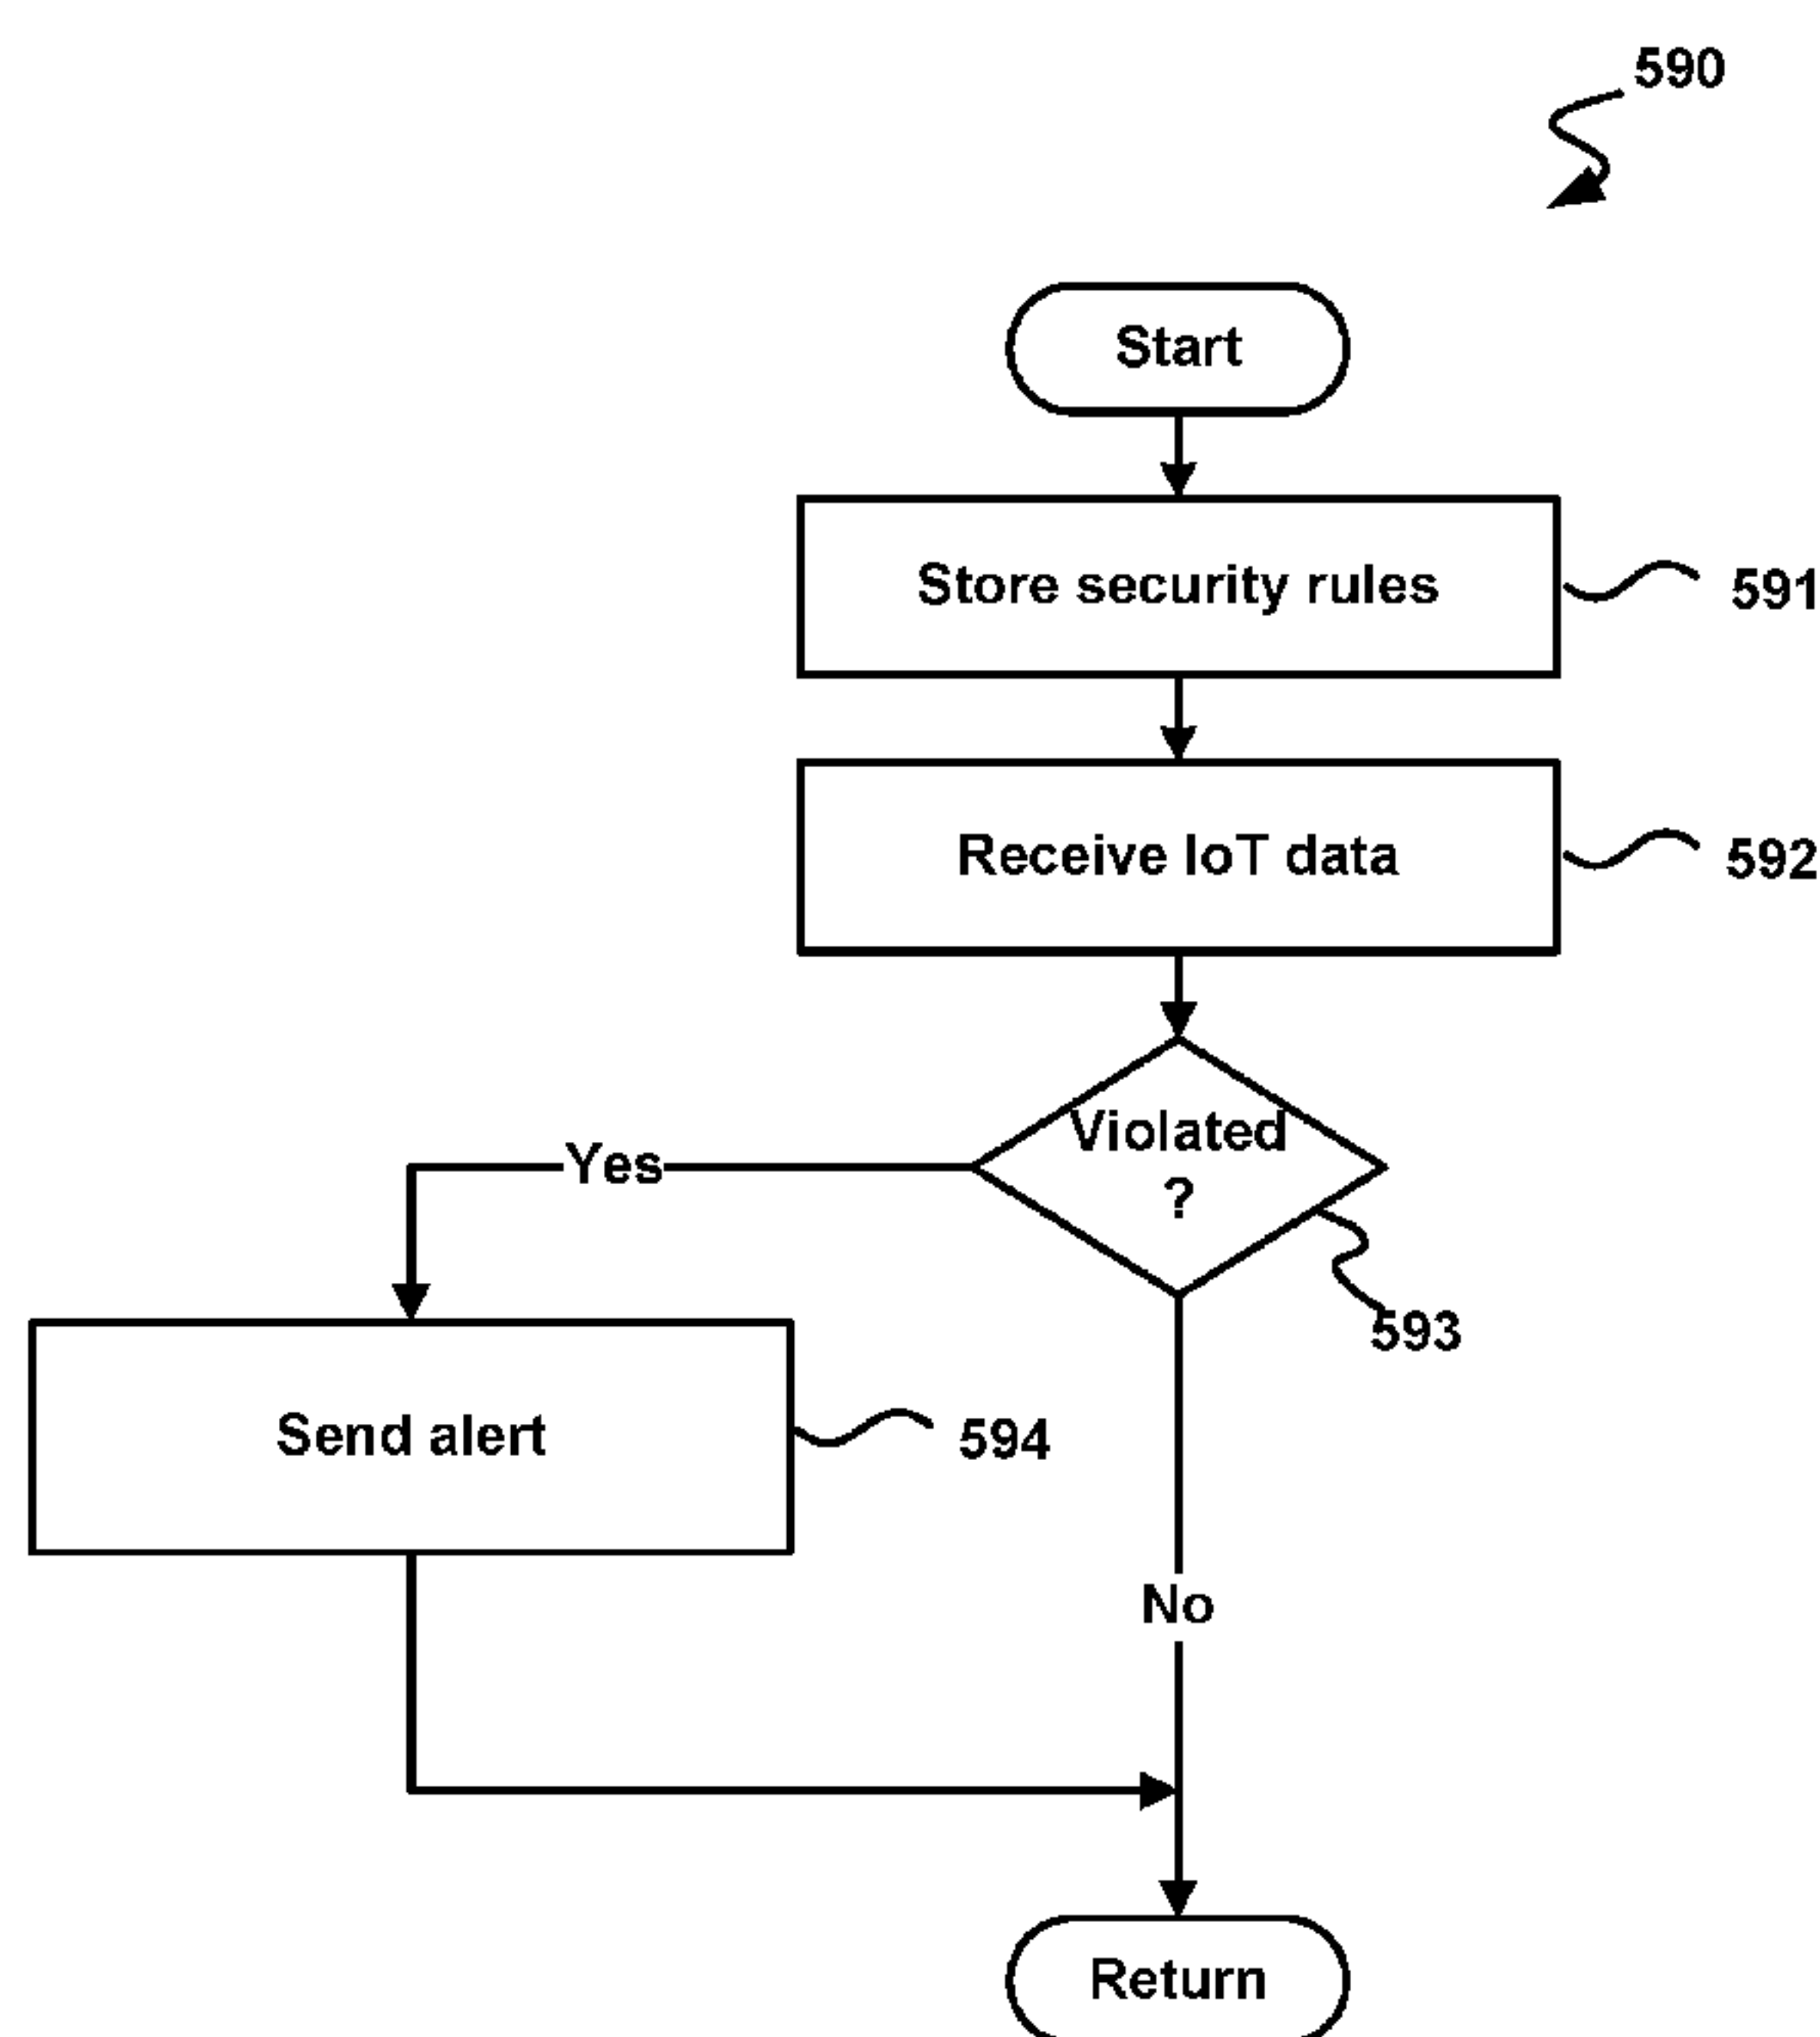 590
Start
Store security rules
591
Receive IoT data
592
Violated
?
Yes
593
Send alert
594
No
Return